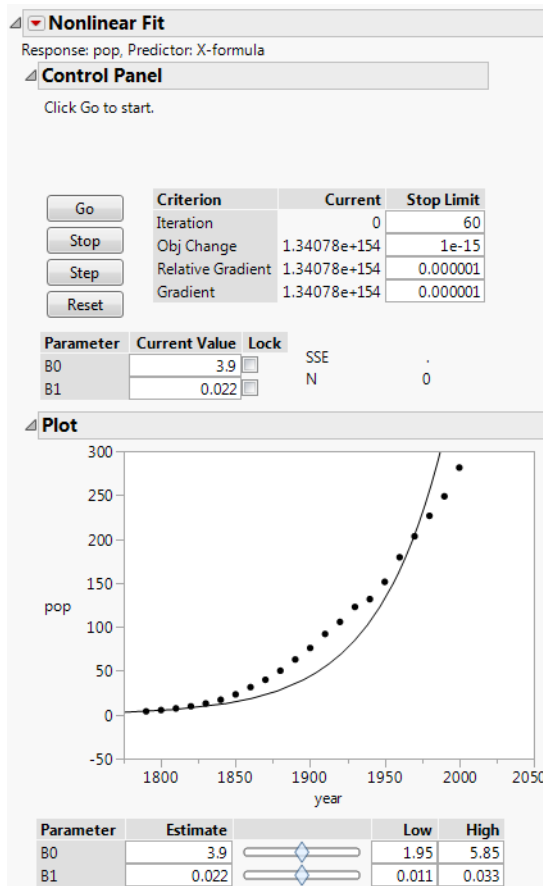 Nonlinear Fit
Response: pop, Predictor: X-formula
Control Panel
Click Go to start.
Go
Stop
Step
Reset
Criterion Current Stop Limit
Iteration 0 60
Obj Change 1.34078e+154 1e-15
Relative Gradient 1.34078e+154 0.000001
Gradient 1.34078e+154 0.000001
Parameter Current Value Lock
B0 3.9
B1 0.022
SSE .
N 0
Plot
300
250
200
150
100
50
0
-50
pop
1800 1850 1900 1950 2000 2050
year
Parameter Estimate Low High
B0 3.9 1.95 5.85
B1 0.022 0.011 0.033